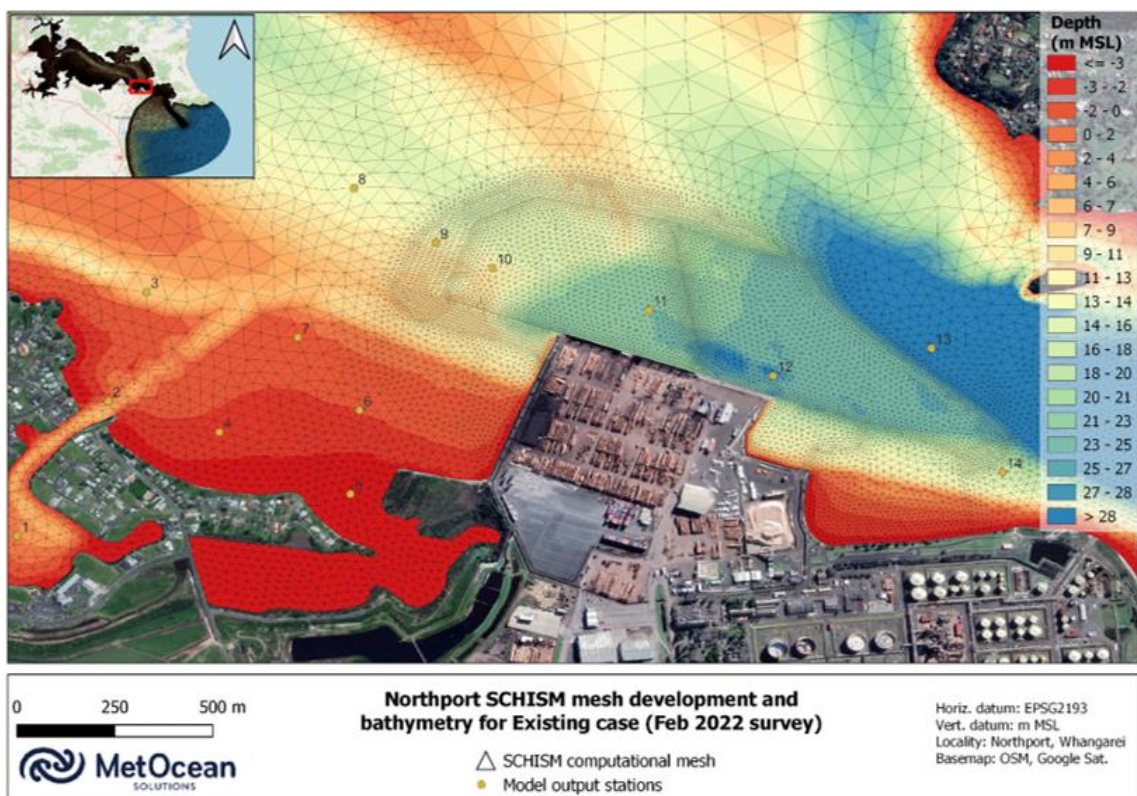 Depth
(m MSL)
<= -3
-3 - -2
-2 - 0
0 - 2
2 - 4
4 - 6
6 - 7
7 - 9
9 - 11
11 - 13
13 - 14
14 - 16
16 - 18
18 - 20
20 - 21
21 - 23
23 - 25
25 - 27
27 - 28
> 28
8
9
10
3
11
7
13
12
2
6
4
14
1
0 250 500 m
MetOcean
SOLUTIONS
Northport SCHISM mesh development and
bathymetry for Existing case (Feb 2022 survey)
SCHISM computational mesh
Model output stations
Horiz. datum: EPSG2193
Vert. datum: m MSL
Locality: Northport, Whangarei
Basemap: OSM, Google Sat.